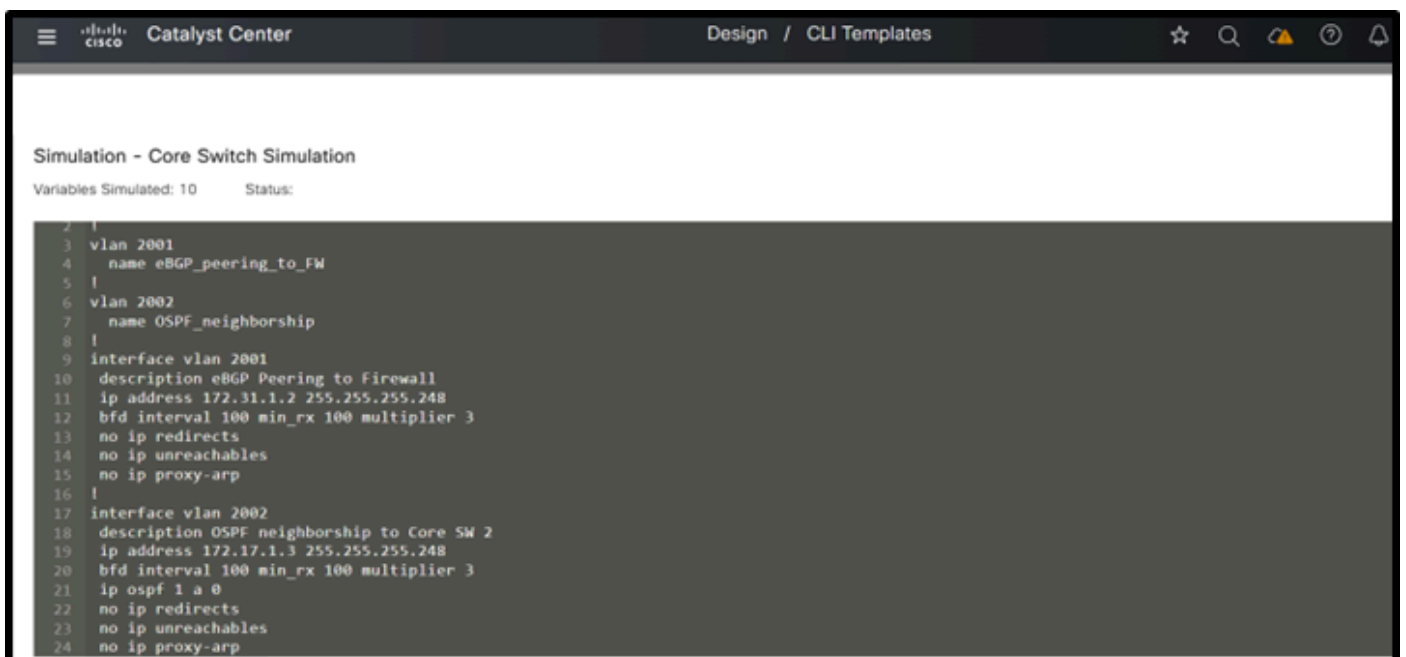 CISCO Catalyst Center Design / CLI Templates
Simulation - Core Switch Simulation
Variables Simulated: 10 Status:
2 !
3 vlan 2001
4 name eBGP_peering_to_FW
5 !
6 vlan 2002
7 name OSPF_neighborship
8 !
9 interface vlan 2001
10 description eBGP Peering to Firewall
11 ip address 172.31.1.2 255.255.255.248
12 bfd interval 100 min_rx 100 multiplier 3
13 no ip redirects
14 no ip unreachables
15 no ip proxy-arp
16 !
17 interface vlan 2002
18 description OSPF neighborship to Core SW 2
19 ip address 172.17.1.3 255.255.255.248
20 bfd interval 100 min_rx 100 multiplier 3
21 ip ospf 1 a 0
22 no ip redirects
23 no ip unreachables
24 no ip proxy-arp